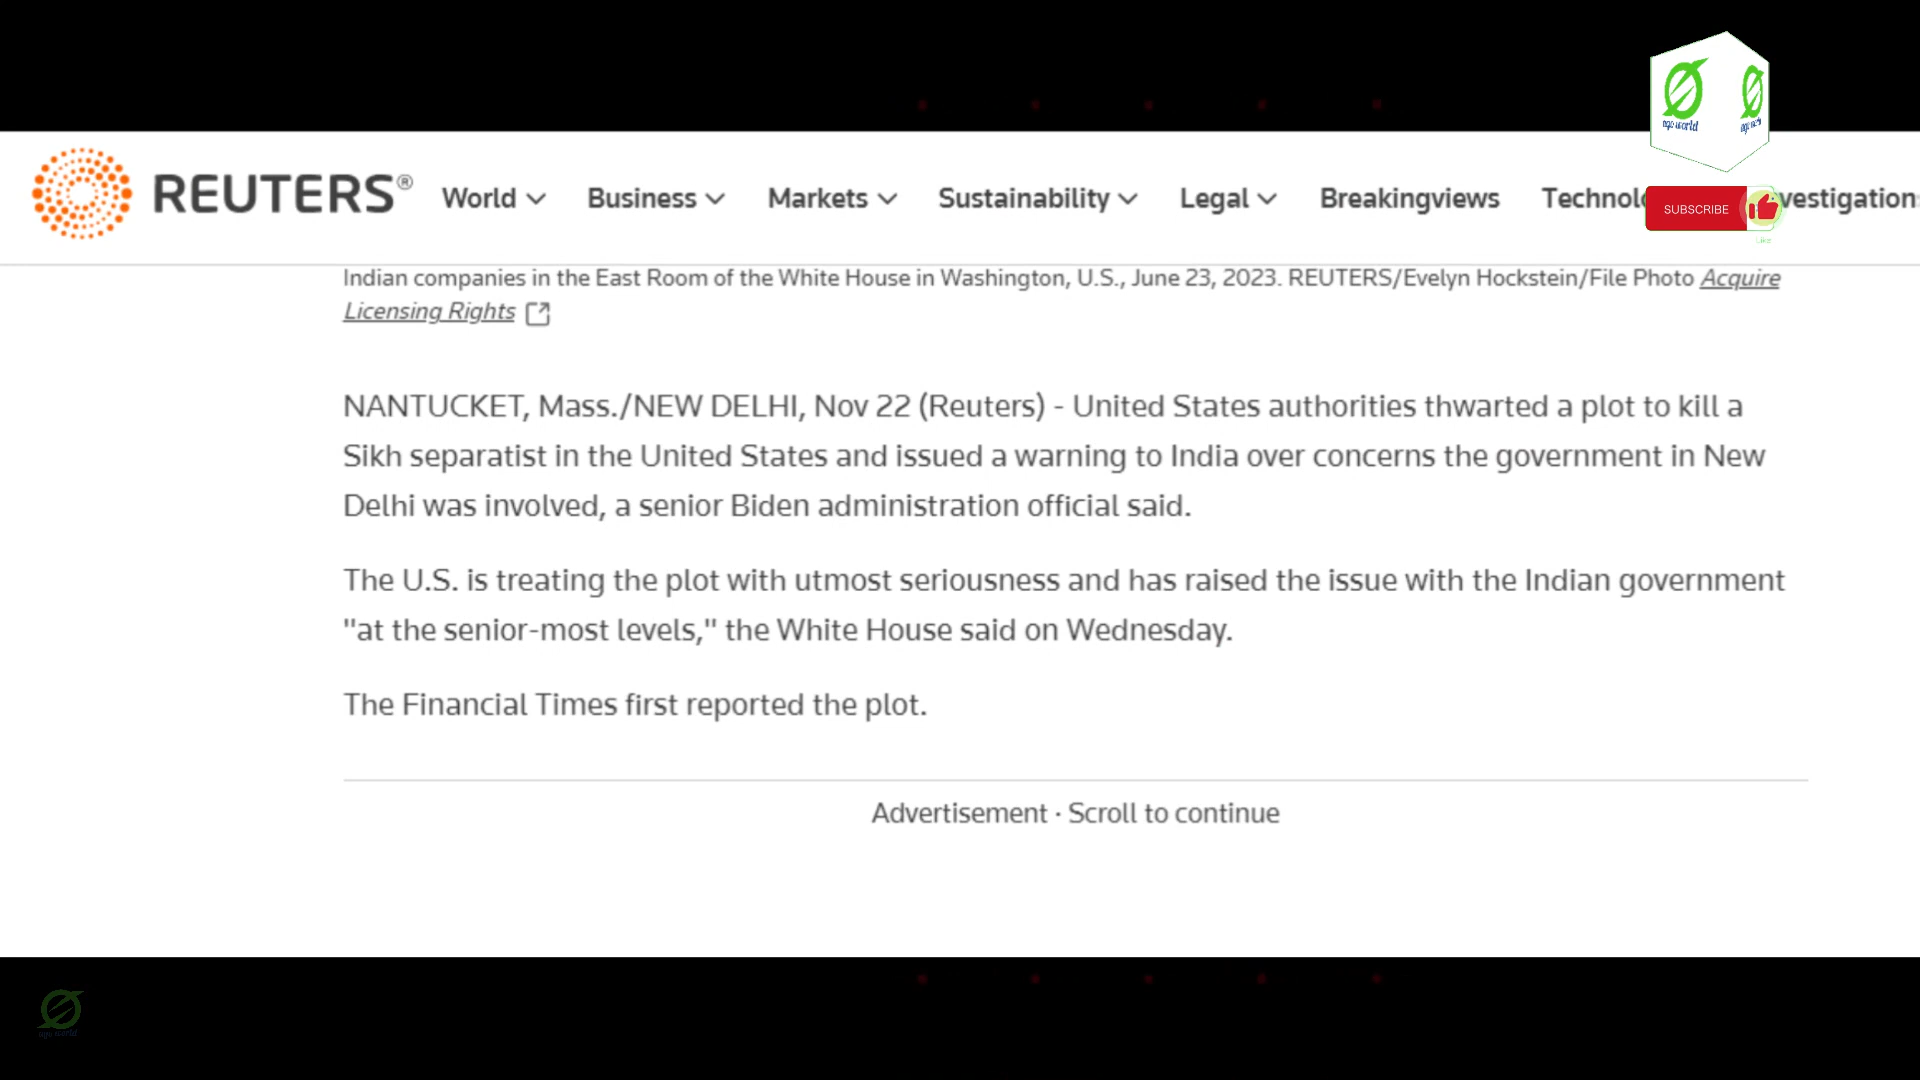 REUTERS®
World
Business
Markets
Sustainability
Legal
Breakingviews
SUBSCRIBE
Like
Indian companies in the East Room of the White House in Washington, U.S., June 23, 2023. REUTERS/Evelyn Hockstein/File Photo Acquire
Licensing Rights
NANTUCKET, Mass./NEW DELHI, Nov 22 (Reuters) - United States authorities thwarted a plot to kill a
Sikh separatist in the United States and issued a warning to India over concerns the government in New
Delhi was involved, a senior Biden administration official said.
The U.S. is treating the plot with utmost seriousness and has raised the issue with the Indian government
"at the senior-most levels," the White House said on Wednesday.
The Financial Times first reported the plot.
Advertisement · Scroll to continue